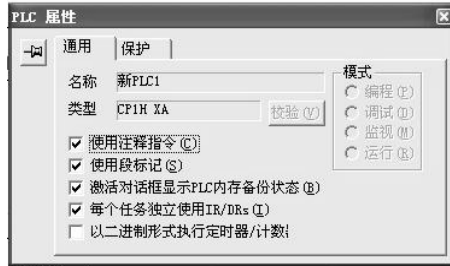 PLC 属性
通用
保护
名称 新PLC1
类型 CP1H XA
校验(V)
模式
编程(P)
调试(D)
监视(M)
运行(R)
使用注释指令(C)
使用段标记(S)
激活对话框显示PLC内存备份状态(B)
每个任务独立使用IR/DRs(I)
以二进制形式执行定时器/计数